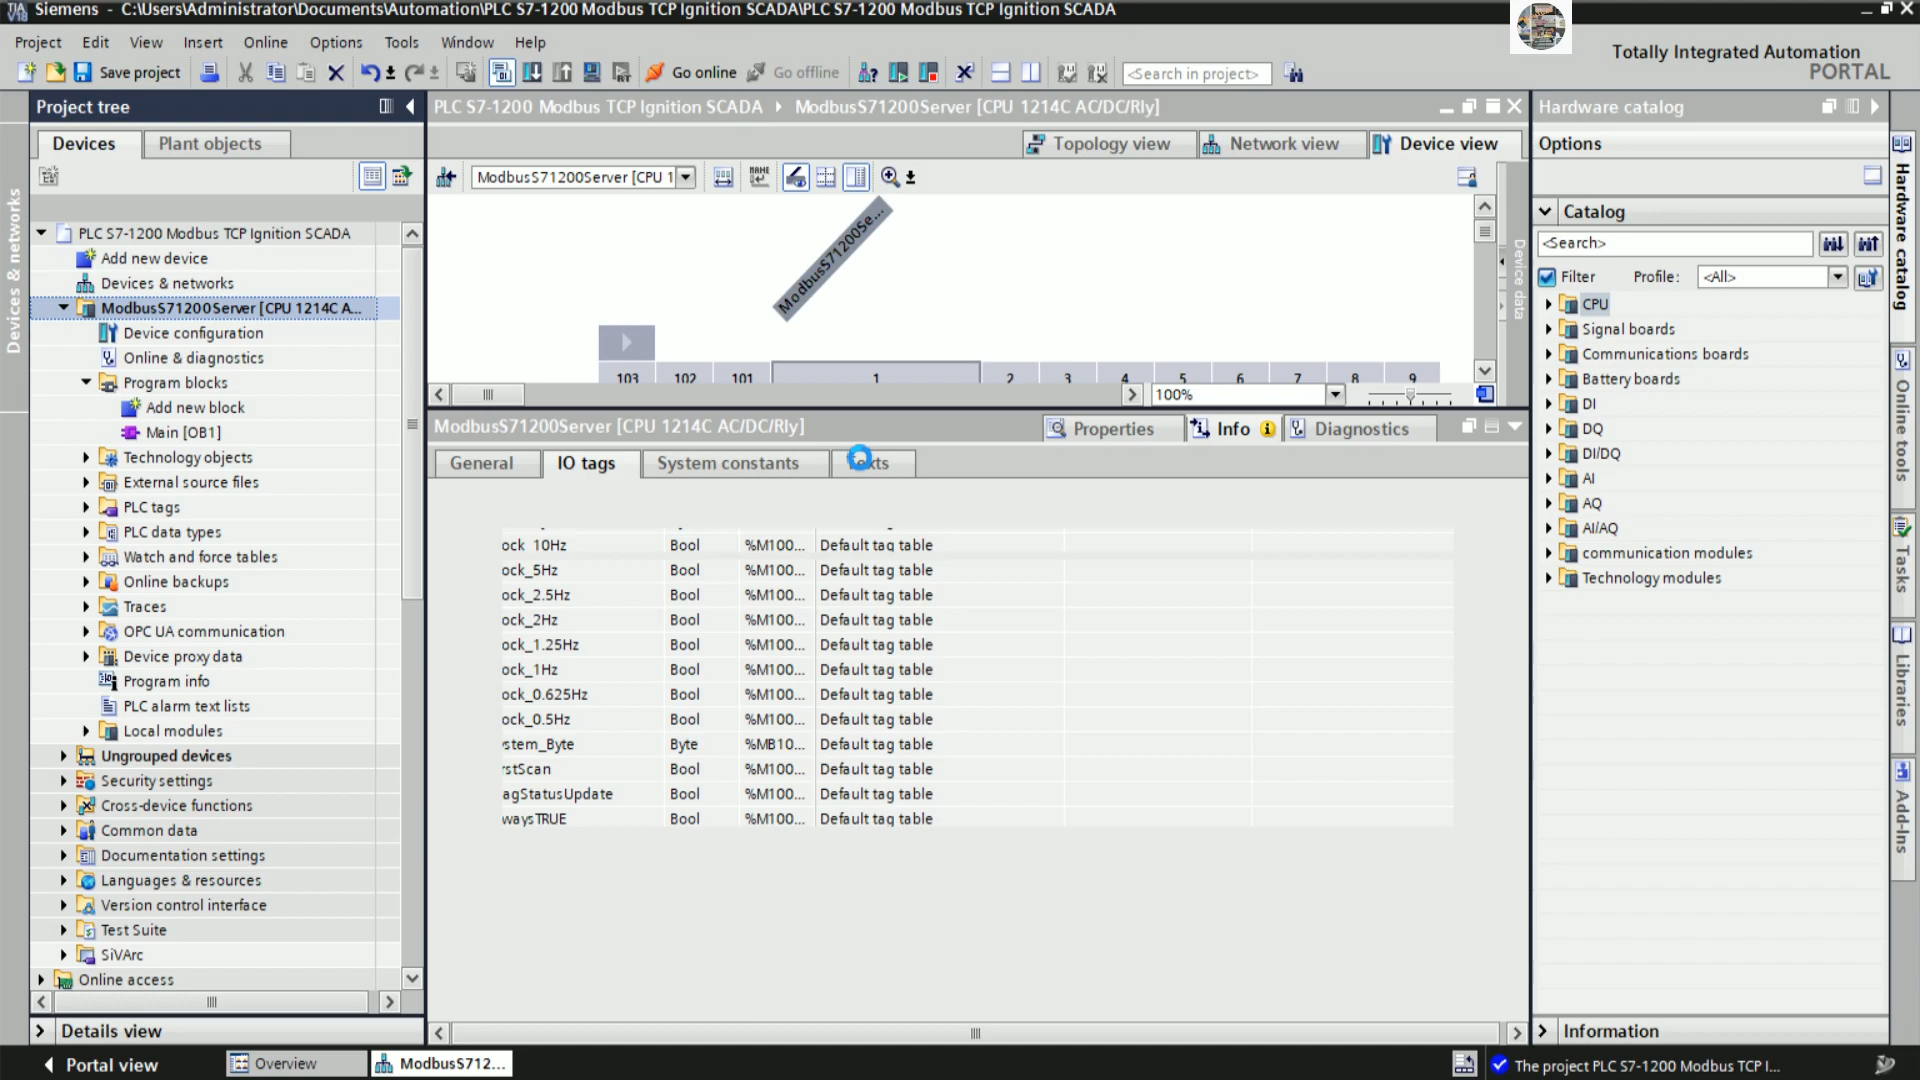 Siemens - C:\Users\Administrator\Documents\Automation\PLC S7-1200 Modbus TCP Ignition SCADA\PLC S7-1200 Modbus TCP Ignition SCADA
Project Edit View Insert Online Options Tools Window Help
Totally Integrated Automation
PORTAL
Save project
Go online
Go offline
<Search in project>
Project tree
Devices
Plant objects
Devices & networks
PLC S7-1200 Modbus TCP Ignition SCADA
Add new device
Devices & networks
ModbusS71200Server [CPU 1214C A...
Device configuration
Online & diagnostics
Program blocks
Add new block
Main [OB1]
Technology objects
External source files
PLC tags
PLC data types
Watch and force tables
Online backups
Traces
OPC UA communication
Device proxy data
Program info
PLC alarm text lists
Local modules
Ungrouped devices
Security settings
Cross-device functions
Common data
Documentation settings
Languages & resources
Version control interface
Test Suite
SiVArc
Online access
Details view
PLC S7-1200 Modbus TCP Ignition SCADA
ModbusS71200Server [CPU 1214C AC/DC/Rly]
Topology view
Network view
Device view
ModbusS71200Server [CPU 1
ModbusS71200Se...
Device data
103 102 101 1 2 3 4 5 6 7 8 9
100%
ModbusS71200Server [CPU 1214C AC/DC/Rly]
Properties
Info
Diagnostics
General
IO tags
System constants
ock_10Hz Bool %M100... Default tag table
ock_5Hz Bool %M100... Default tag table
ock_2.5Hz Bool %M100... Default tag table
ock_2Hz Bool %M100... Default tag table
ock_1.25Hz Bool %M100... Default tag table
ock_1Hz Bool %M100... Default tag table
ock_0.625Hz Bool %M100... Default tag table
ock_0.5Hz Bool %M100... Default tag table
stem_Byte Byte %MB10... Default tag table
rstScan Bool %M100... Default tag table
agStatusUpdate Bool %M100... Default tag table
waysTRUE Bool %M100... Default tag table
Hardware catalog
Options
Catalog
<Search>
Filter
Profile:
<All>
CPU
Signal boards
Communications boards
Battery boards
DI
DQ
DI/DQ
AI
AQ
AI/AQ
communication modules
Technology modules
Information
Hardware catalog
Online tools
Tasks
Libraries
Add-Ins
Portal view
Overview
ModbusS712...
The project PLC S7-1200 Modbus TCP I...